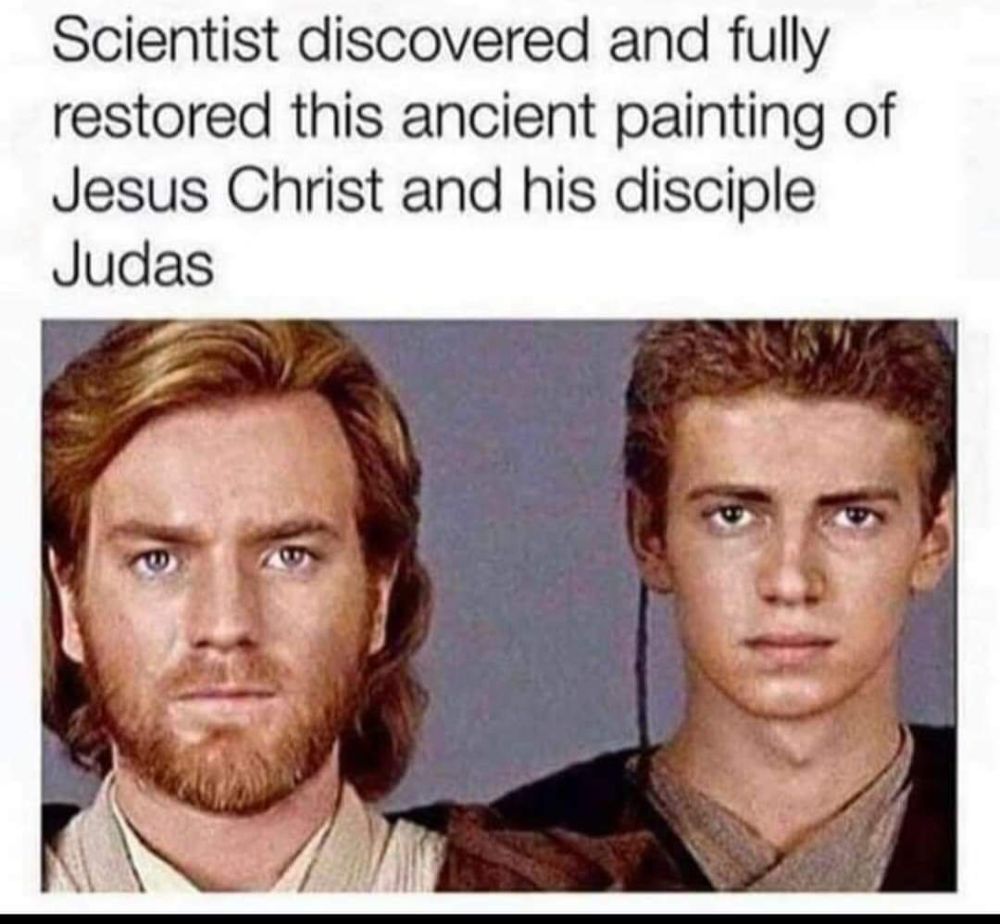 Scientist discovered and fully
restored this ancient painting of
Jesus Christ and his disciple
Judas